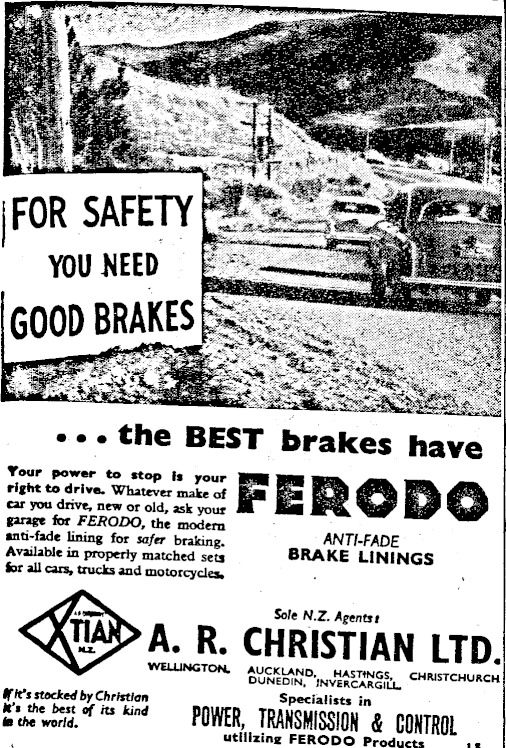 FOR SAFETY
YOU NEED
GOOD BRAKES
... the BEST brakes have
Your power to stop is your
right to drive. Whatever make of
car you drive, new or old, ask your
garage for FERODO, the modern
anti-fade lining for safer braking.
Available in properly matched sets
for all cars, trucks and motorcycles.
FERODO
ANTI-FADE
BRAKE LININGS
XTIAN
N.Z.
If it's stocked by Christian
it's the best of its kind
in the world.
Sole N.Z. Agents:
A. R. CHRISTIAN LTD.
WELLINGTON, AUCKLAND, HASTINGS, CHRISTCHURCH
DUNEDIN, INVERCARGILL.
Specialists in
POWER, TRANSMISSION & CONTROL
utilizing FERODO Products